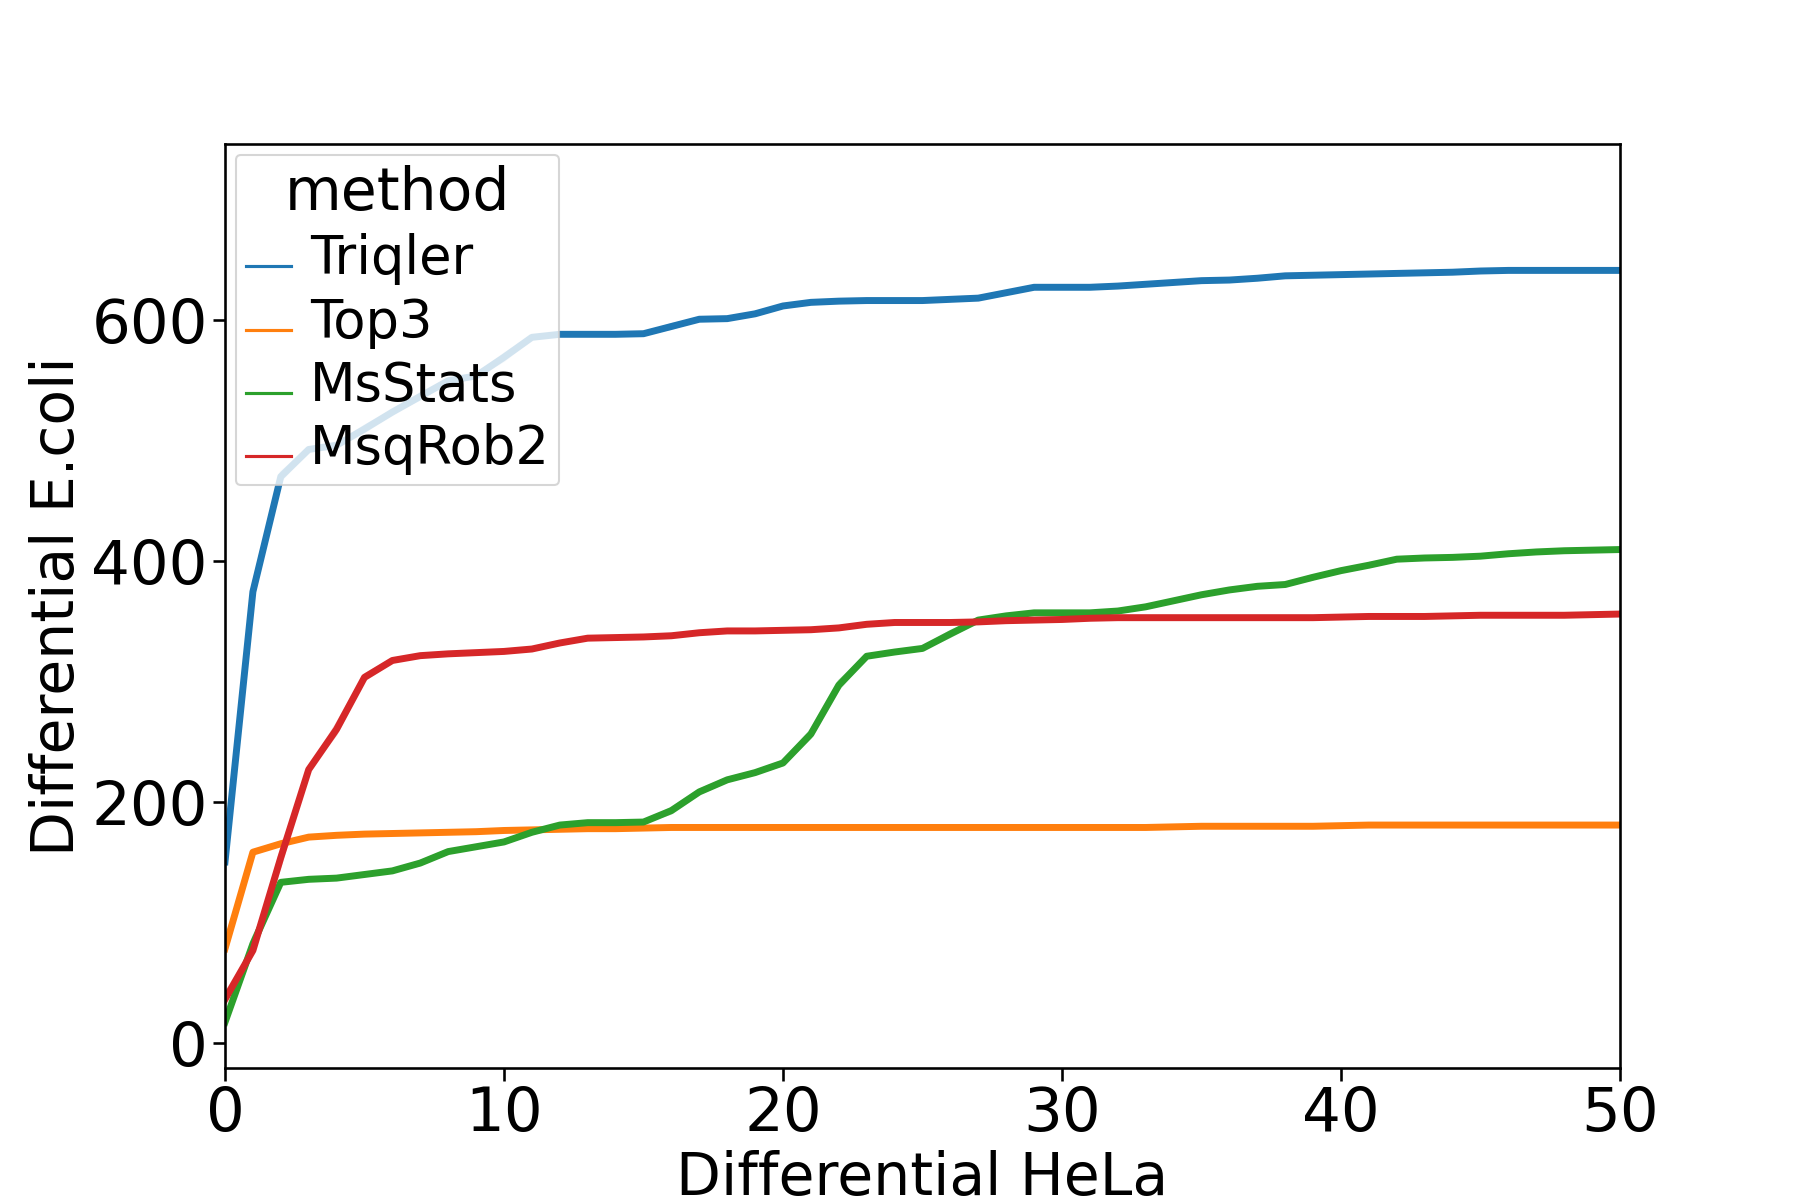 method
Triqler
Top3
MsStats
MsqRob2
Differential E.coli
600
400
200
0
0 10 20 30 40 50
Differential HeLa